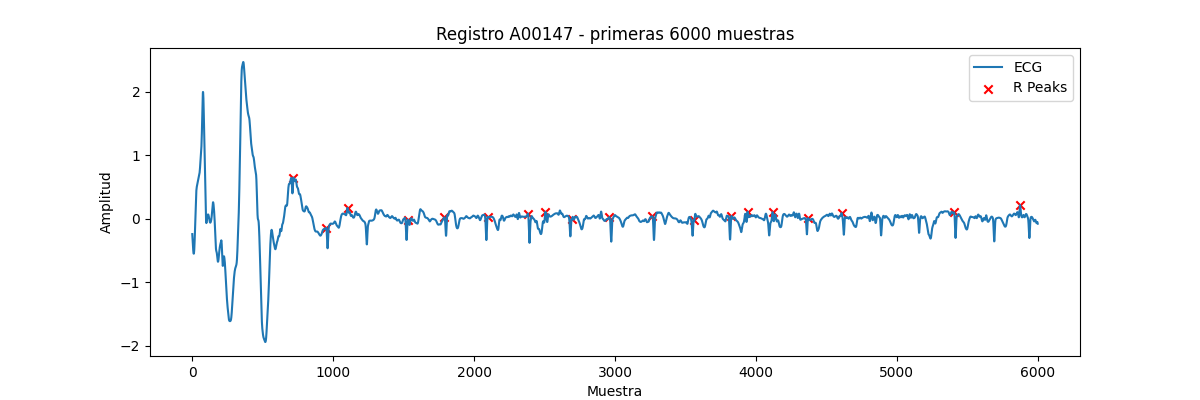 Registro A00147 - primeras 6000 muestras
ECG
R Peaks
Amplitud
2
1
0
−1
−2
0 1000 2000 3000 4000 5000 6000
Muestra